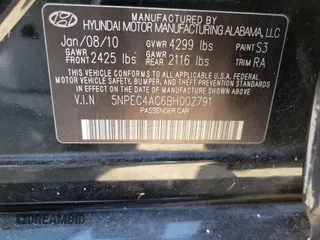 HYUNDAI MOTOR MANUFACTURING ALABAMA, LLC
Jan/08/10 GVWR 4299 lbs PAINT S3
GAWR FRONT 2425 lbs GAWR REAR 2116 lbs TRIM RA
THIS VEHICLE CONFORMS TO ALL APPLICABLE U.S. FEDERAL
MOTOR VEHICLE SAFETY, BUMPER, AND THEFT PREVENTION
STANDARDS IN EFFECT ON THE DATE OF MANUFACTURE SHOWN ABOVE.
V.I.N 5NPEC4AC6BH002791
PASSENGER CAR
DREAMBID